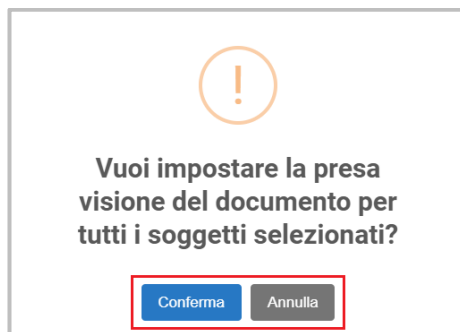 !
Vuoi impostare la presa
visione del documento per
tutti i soggetti selezionati?
Conferma Annulla